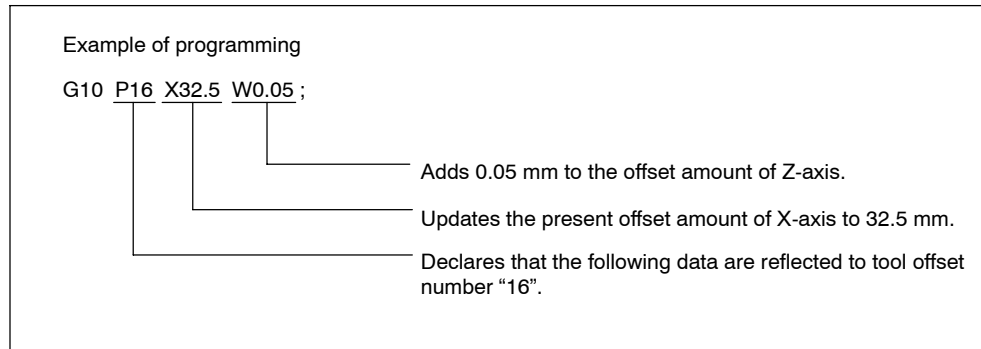 Example of programming
G10 P16 X32.5 W0.05 ;
Adds 0.05 mm to the offset amount of Z-axis.
Updates the present offset amount of X-axis to 32.5 mm.
Declares that the following data are reflected to tool offset
number “16”.